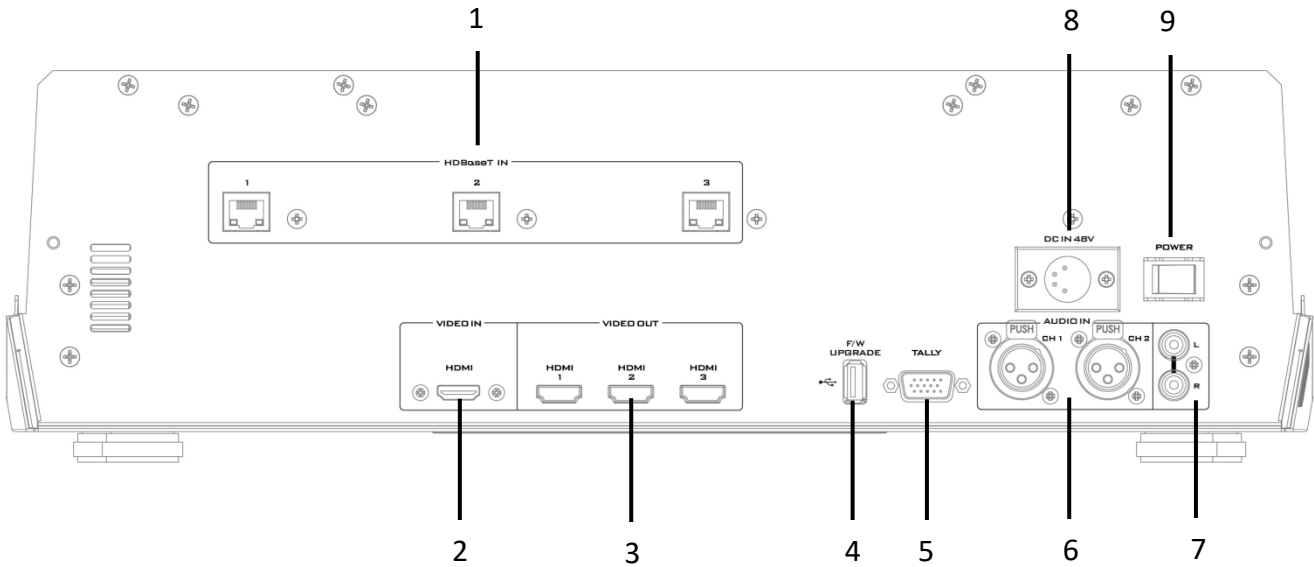 1
8
9
HDBaseT IN
1
2
3
DC IN 48V
POWER
VIDEO IN
VIDEO OUT
HDMI
HDMI
1
HDMI
2
HDMI
3
F/W
UPGRADE
TALLY
AUDIO IN
PUSH
CH 1
PUSH
CH 2
L
R
2
3
4
5
6
7